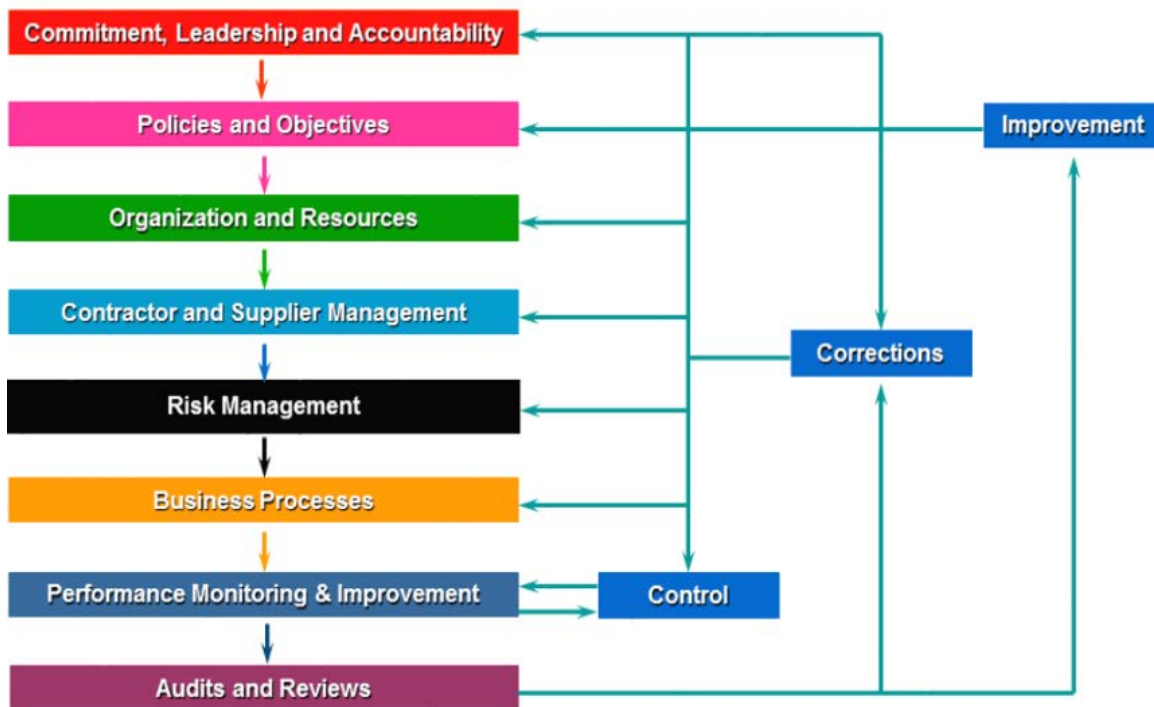 Commitment, Leadership and Accountability
Policies and Objectives
Improvement
Organization and Resources
Contractor and Supplier Management
Corrections
Risk Management
Business Processes
Performance Monitoring & Improvement
Control
Audits and Reviews